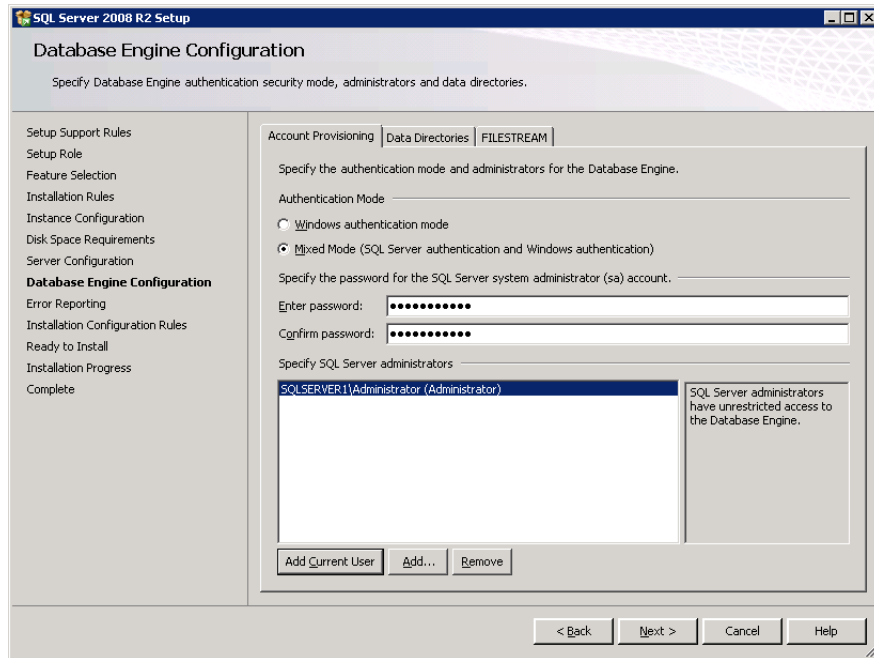 SQL Server 2008 R2 Setup
Database Engine Configuration
Specify Database Engine authentication security mode, administrators and data directories.
Setup Support Rules
Setup Role
Feature Selection
Installation Rules
Instance Configuration
Disk Space Requirements
Server Configuration
Database Engine Configuration
Error Reporting
Installation Configuration Rules
Ready to Install
Installation Progress
Complete
Account Provisioning Data Directories FILESTREAM
Specify the authentication mode and administrators for the Database Engine.
Authentication Mode
Windows authentication mode
Mixed Mode (SQL Server authentication and Windows authentication)
Specify the password for the SQL Server system administrator (sa) account.
Enter password: ●●●●●●●●●●●
Confirm password: ●●●●●●●●●●●
Specify SQL Server administrators
SQLSERVER1\Administrator (Administrator)
SQL Server administrators
have unrestricted access to
the Database Engine.
Add Current User Add... Remove
< Back Next > Cancel Help